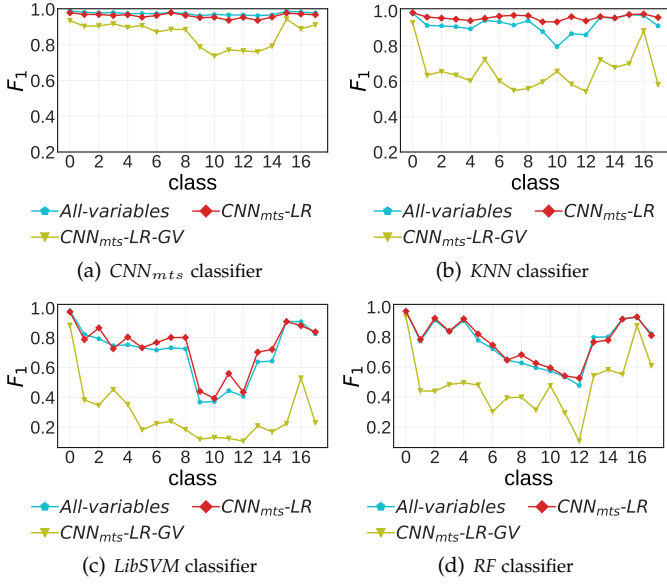 1.0
0.8
0.6
0.4
0.2
F1
0 2 4 6 8 10 12 14 16
class
All-variables
CNNmts-LR
CNNmts-LR-GV
(a) CNNmts classifier
1.0
0.8
0.6
0.4
0.2
F1
0 2 4 6 8 10 12 14 16
class
All-variables
CNNmts-LR
CNNmts-LR-GV
(b) KNN classifier
1.0
0.8
0.6
0.4
0.2
F1
0 2 4 6 8 10 12 14 16
class
All-variables
CNNmts-LR
CNNmts-LR-GV
(c) LibSVM classifier
1.0
0.8
0.6
0.4
0.2
F1
0 2 4 6 8 10 12 14 16
class
All-variables
CNNmts-LR
CNNmts-LR-GV
(d) RF classifier